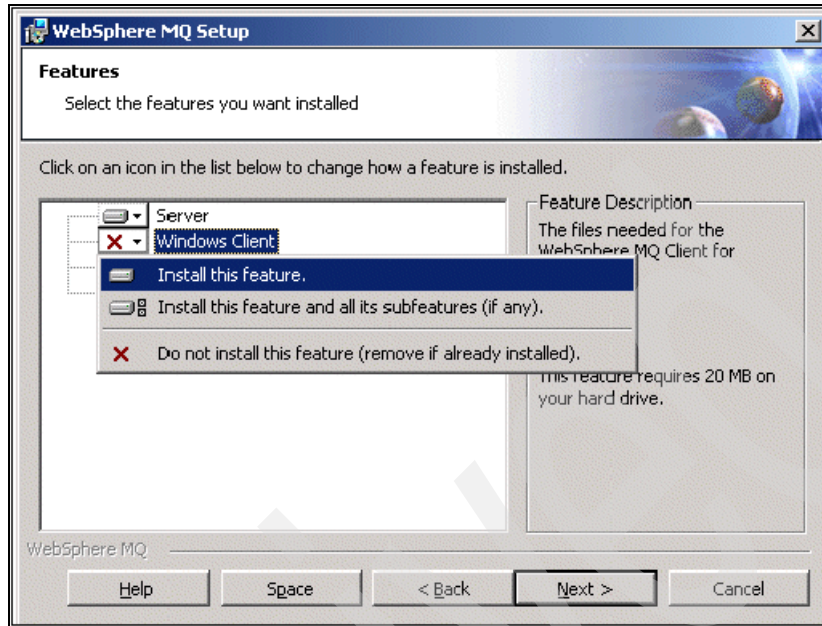 WebSphere MQ Setup
Features
Select the features you want installed
Click on an icon in the list below to change how a feature is installed.
Server
Windows Client
Install this feature.
Install this feature and all its subfeatures (if any).
Do not install this feature (remove if already installed).
Feature Description
The files needed for the
WebSphere MQ Client for
This feature requires 20 MB on
your hard drive.
WebSphere MQ
Help
Space
< Back
Next >
Cancel